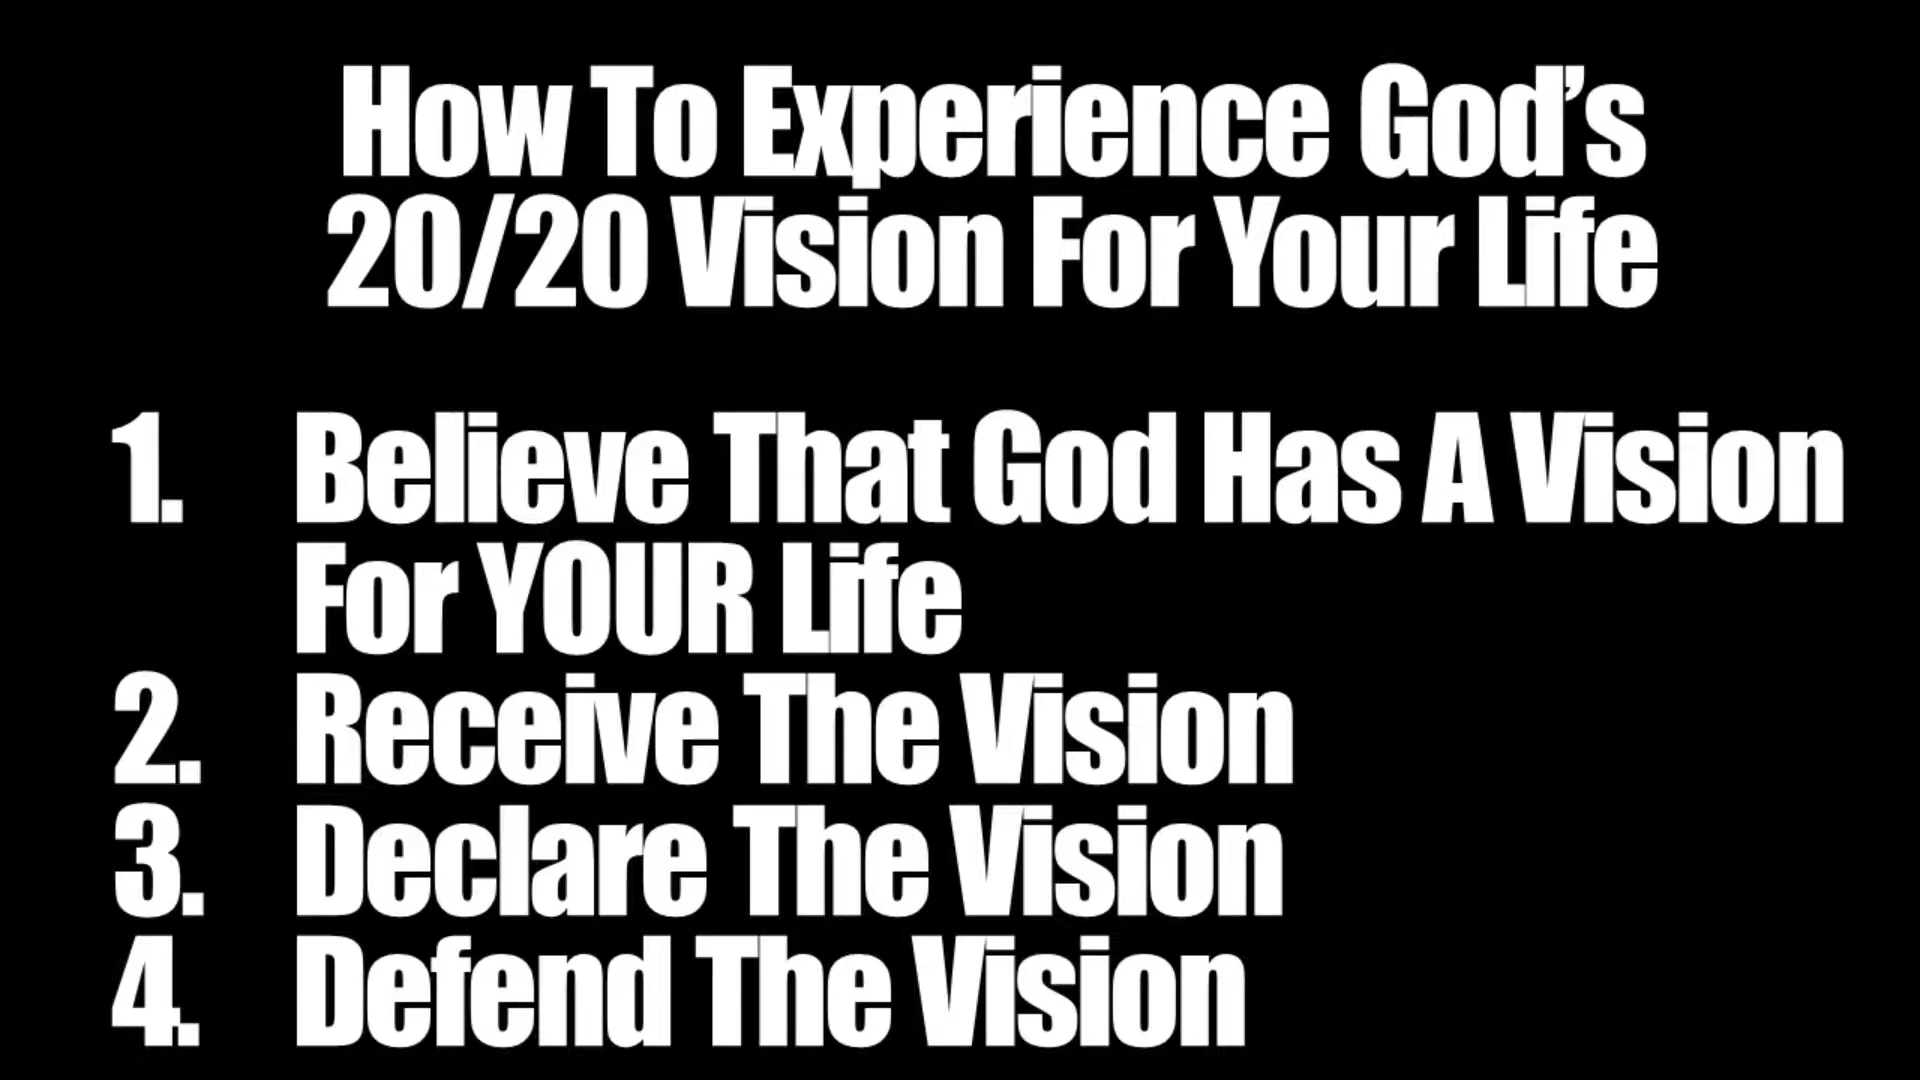 How To Experience God’s
20/20 Vision For Your Life
1. Believe That God Has A Vision
For YOUR Life
2. Receive The Vision
3. Declare The Vision
4. Defend The Vision